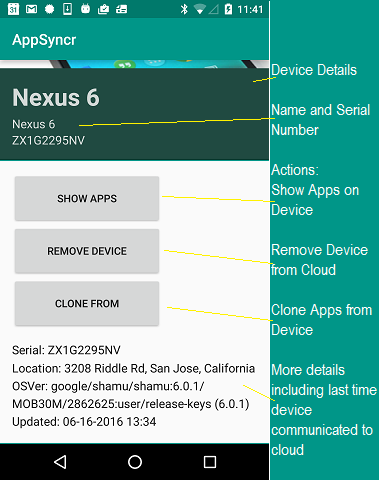 31
11:41
AppSyncr
Device Details
Nexus 6
Nexus 6
ZX1G2295NV
Name and Serial
Number
Actions:
Show Apps on
Device
SHOW APPS
REMOVE DEVICE
Remove Device
from Cloud
CLONE FROM
Clone Apps from
Device
Serial: ZX1G2295NV
Location: 3208 Riddle Rd, San Jose, California
OSVer: google/shamu/shamu:6.0.1/
MOB30M/2862625:user/release-keys (6.0.1)
Updated: 06-16-2016 13:34
More details
including last time
device
communicated to
cloud